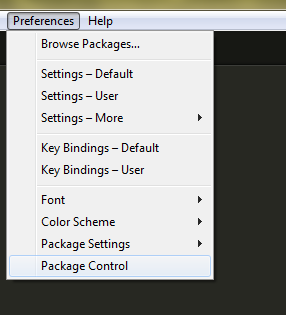 Preferences Help
Browse Packages...
Settings – Default
Settings – User
Settings – More
Key Bindings – Default
Key Bindings – User
Font
Color Scheme
Package Settings
Package Control